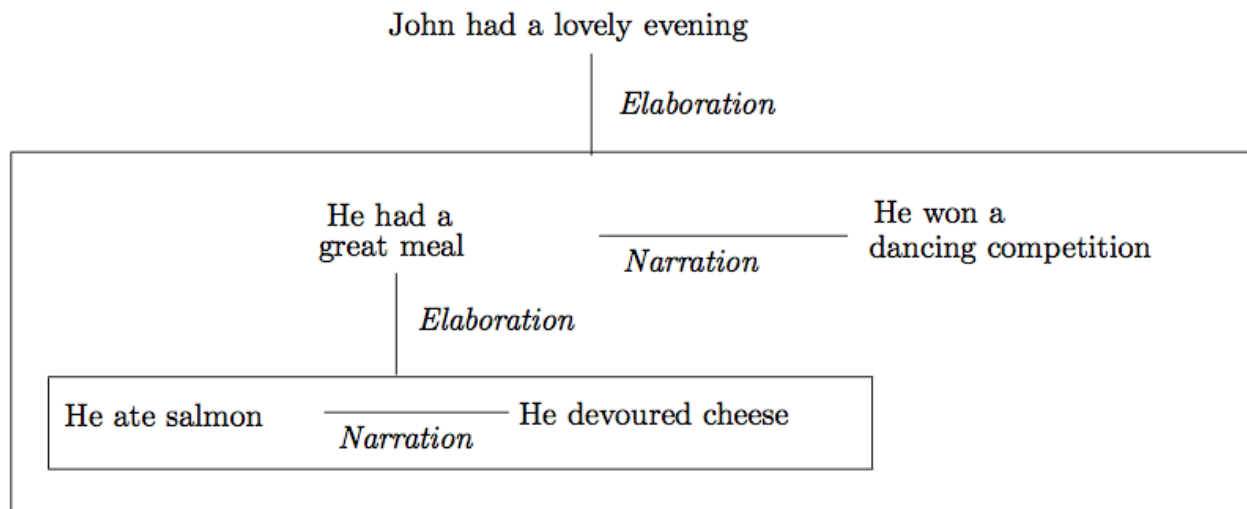 John had a lovely evening
Elaboration
He had a
great meal
Narration
He won a
dancing competition
Elaboration
He ate salmon
Narration
He devoured cheese